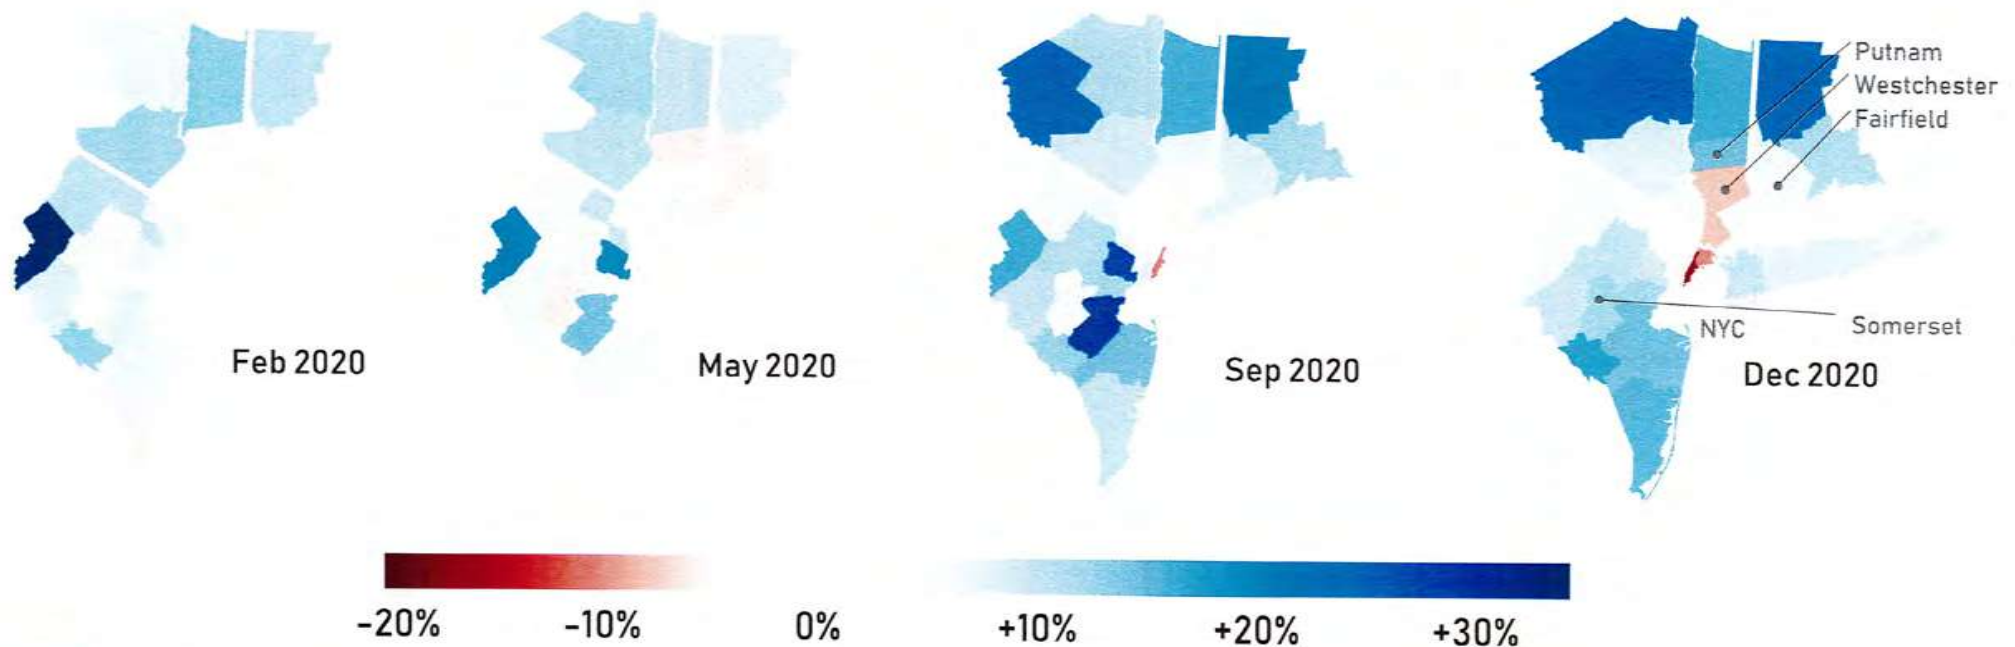 Putnam
Westchester
Fairfield
NYC
Somerset
Feb 2020
May 2020
Sep 2020
Dec 2020
-20%
-10%
0%
+10%
+20%
+30%